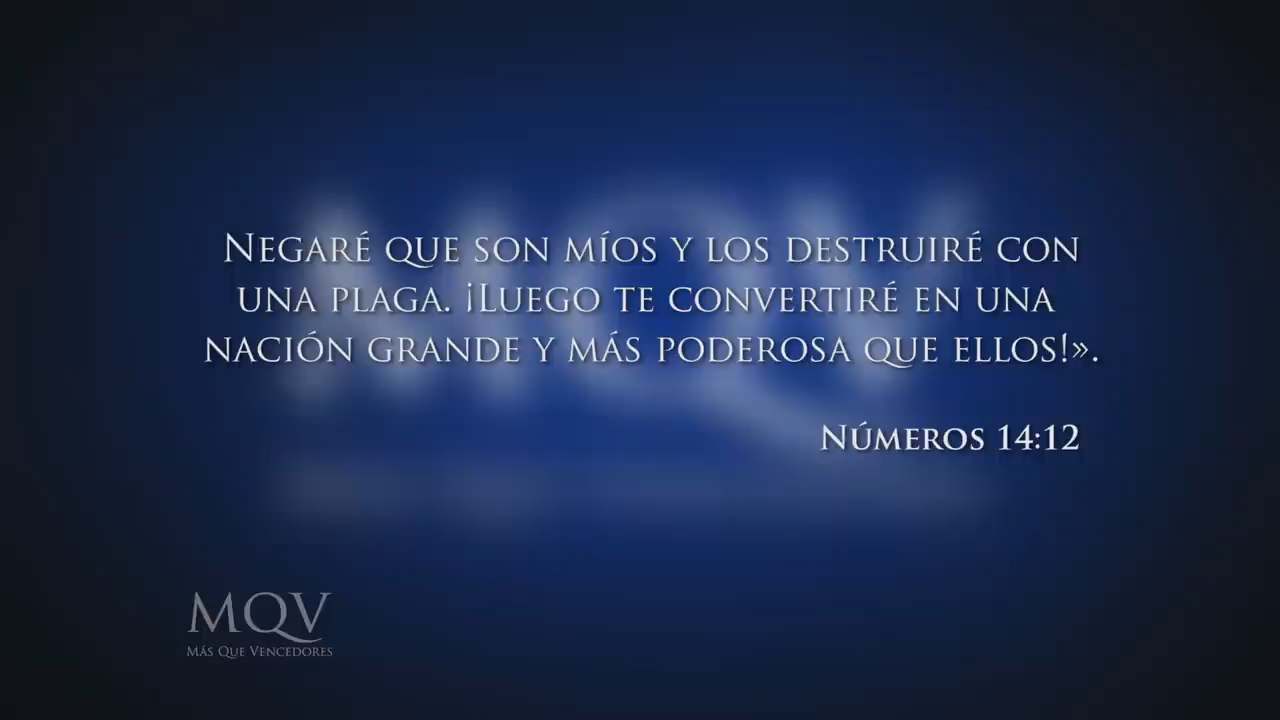 Negaré que son míos y los destruiré con
una plaga. ¡Luego te convertiré en una
nación grande y más poderosa que ellos!».
Números 14:12
MQV
Más Que Vencedores